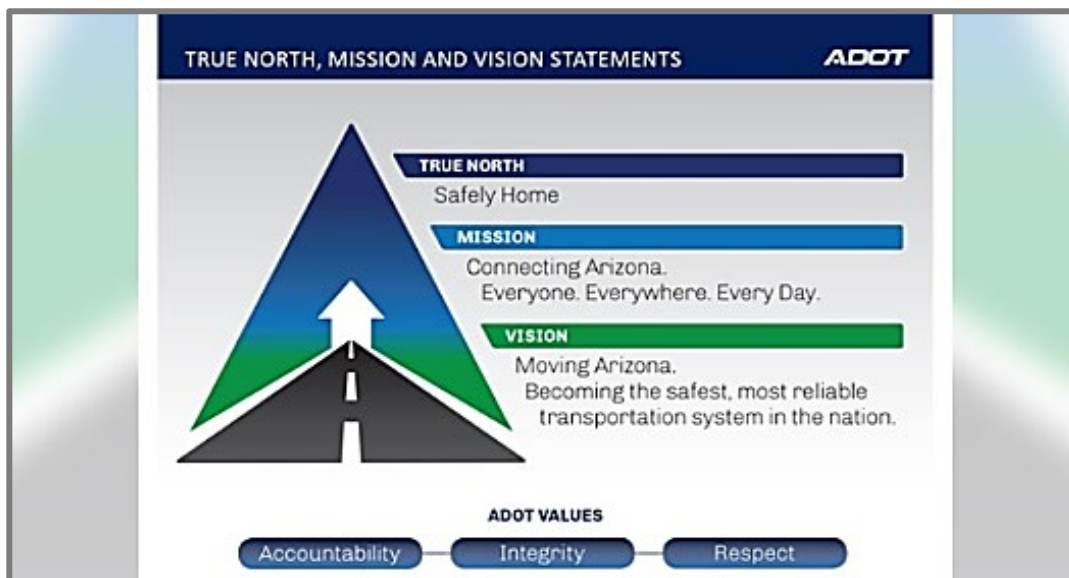 TRUE NORTH, MISSION AND VISION STATEMENTS
ADOT
TRUE NORTH
Safely Home
MISSION
Connecting Arizona.
Everyone. Everywhere. Every Day.
VISION
Moving Arizona.
Becoming the safest, most reliable
transportation system in the nation.
ADOT VALUES
Accountability
Integrity
Respect